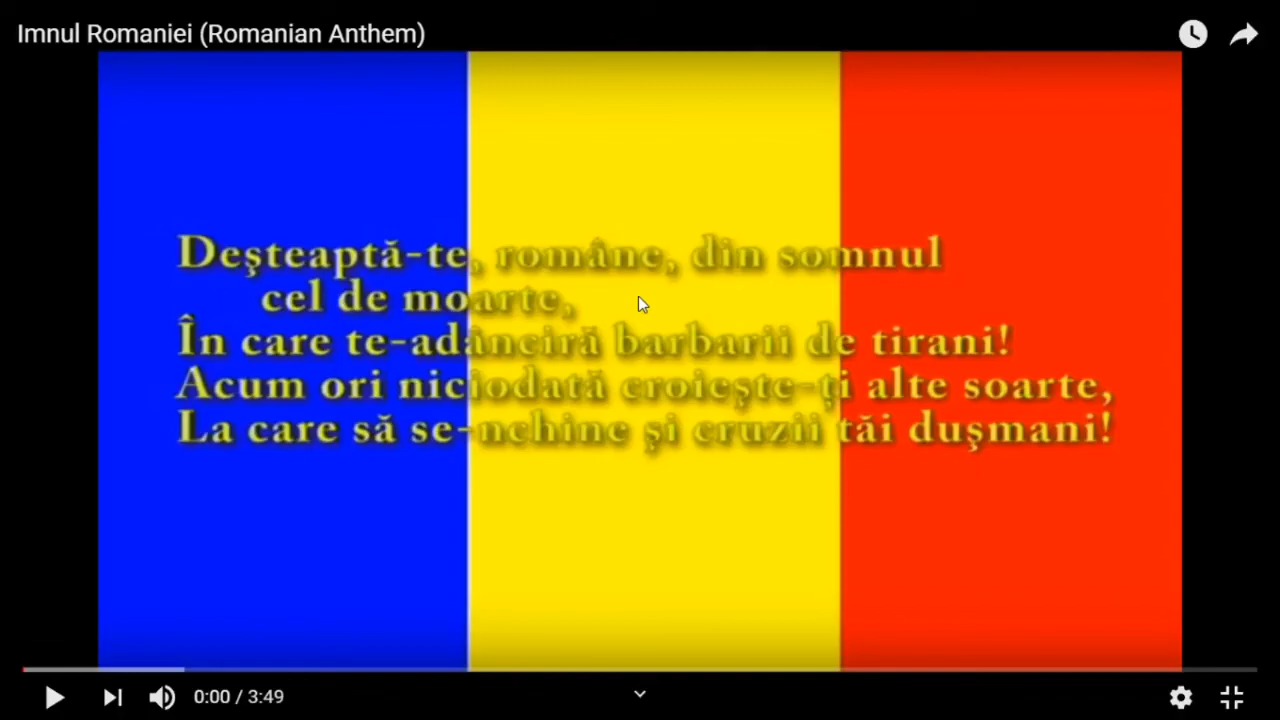 Imnul Romaniei (Romanian Anthem)
Deşteaptă-te, române, din somnul
cel de moarte,
În care te-adânciră barbarii de tirani!
Acum ori niciodată croieşte-ţi alte soarte,
La care să se-nchine şi cruzii tăi duşmani!
0:00 / 3:49